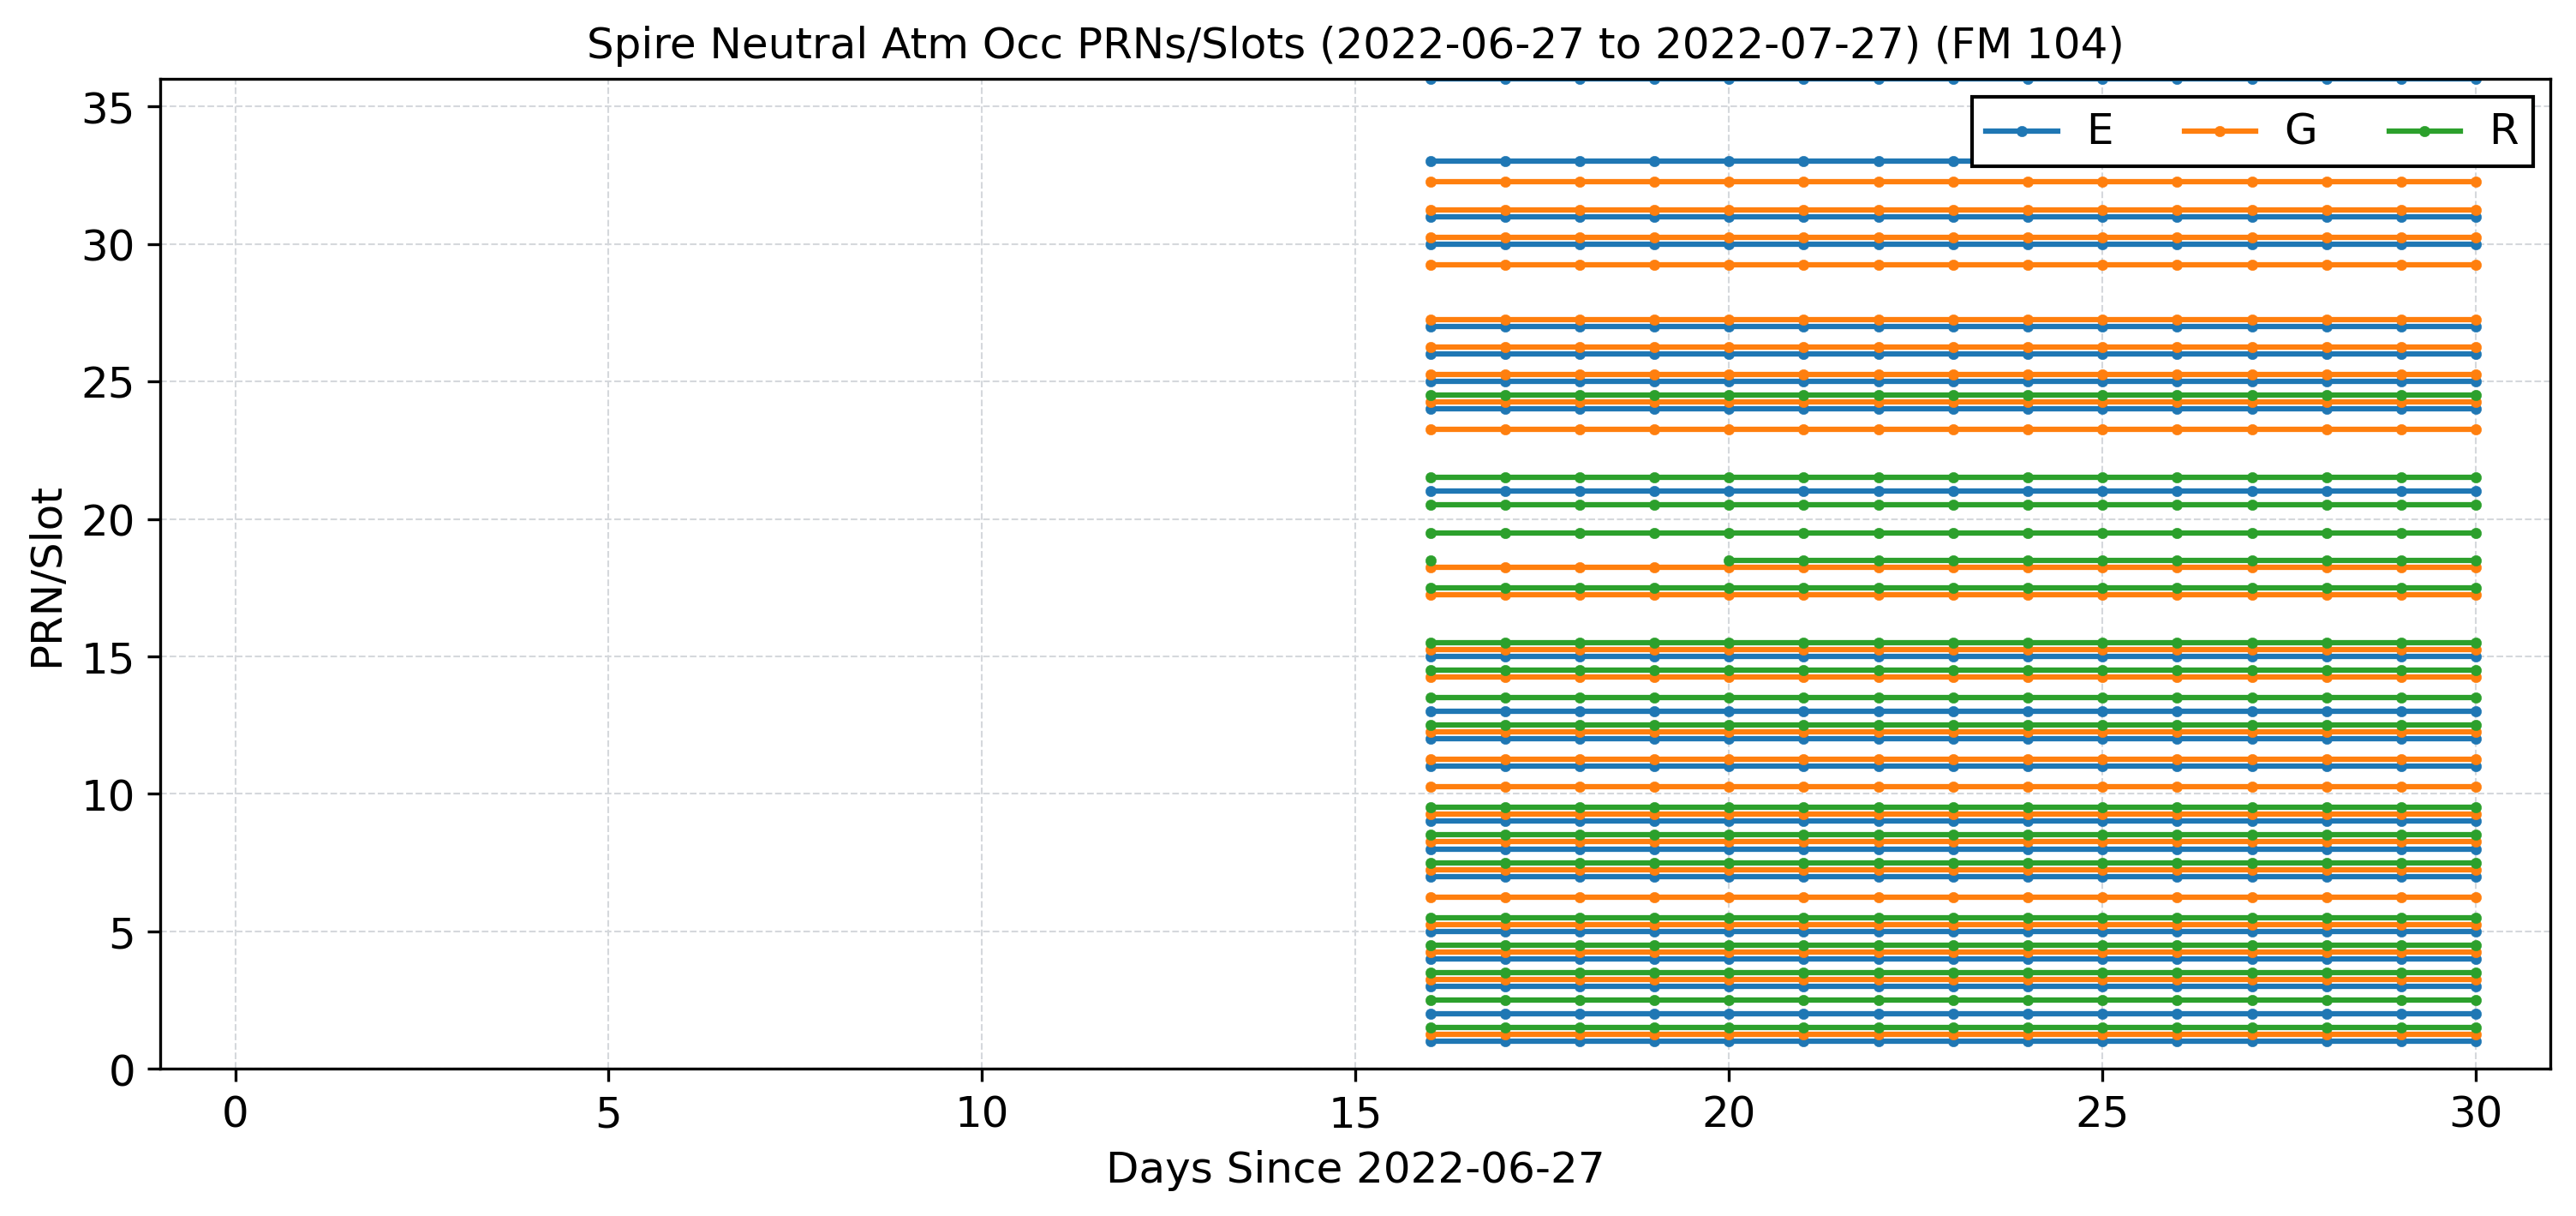 Spire Neutral Atm Occ PRNs/Slots (2022-06-27 to 2022-07-27) (FM 104)
E G R
PRN/Slot
35
30
25
20
15
10
5
0
0 5 10 15 20 25 30
Days Since 2022-06-27